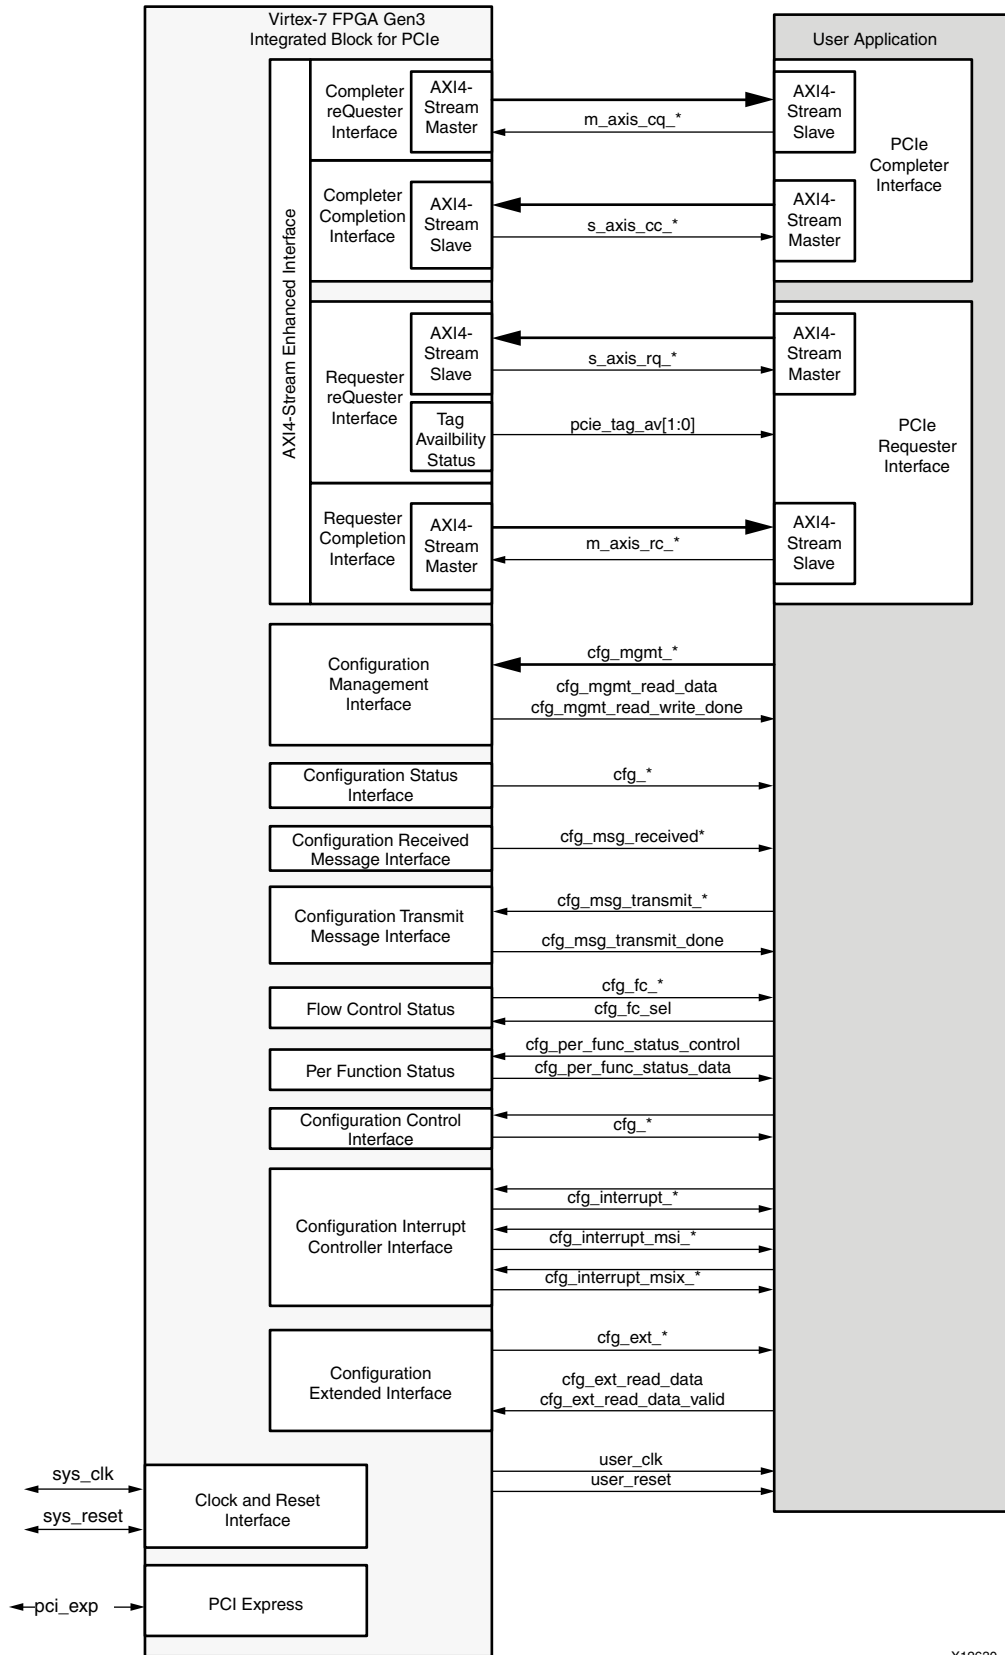 Virtex-7 FPGA Gen3
Integrated Block for PCIe
User Application
AXI4-Stream Enhanced Interface
Completer
reQuester
Interface
AXI4-
Stream
Master
m_axis_cq_*
AXI4-
Stream
Slave
PCIe
Completer
Interface
Completer
Completion
Interface
AXI4-
Stream
Slave
s_axis_cc_*
AXI4-
Stream
Master
Requester
reQuester
Interface
AXI4-
Stream
Slave
s_axis_rq_*
AXI4-
Stream
Master
Tag
Availbility
Status
pcie_tag_av[1:0]
PCIe
Requester
Interface
Requester
Completion
Interface
AXI4-
Stream
Master
m_axis_rc_*
AXI4-
Stream
Slave
Configuration
Management
Interface
cfg_mgmt_*
cfg_mgmt_read_data
cfg_mgmt_read_write_done
Configuration Status
Interface
cfg_*
Configuration Received
Message Interface
cfg_msg_received*
Configuration Transmit
Message Interface
cfg_msg_transmit_*
cfg_msg_transmit_done
Flow Control Status
cfg_fc_*
cfg_fc_sel
Per Function Status
cfg_per_func_status_control
cfg_per_func_status_data
Configuration Control
Interface
cfg_*
Configuration Interrupt
Controller Interface
cfg_interrupt_*
cfg_interrupt_msi_*
cfg_interrupt_msix_*
Configuration
Extended Interface
cfg_ext_*
cfg_ext_read_data
cfg_ext_read_data_valid
user_clk
user_reset
sys_clk
sys_reset
Clock and Reset
Interface
pci_exp
PCI Express